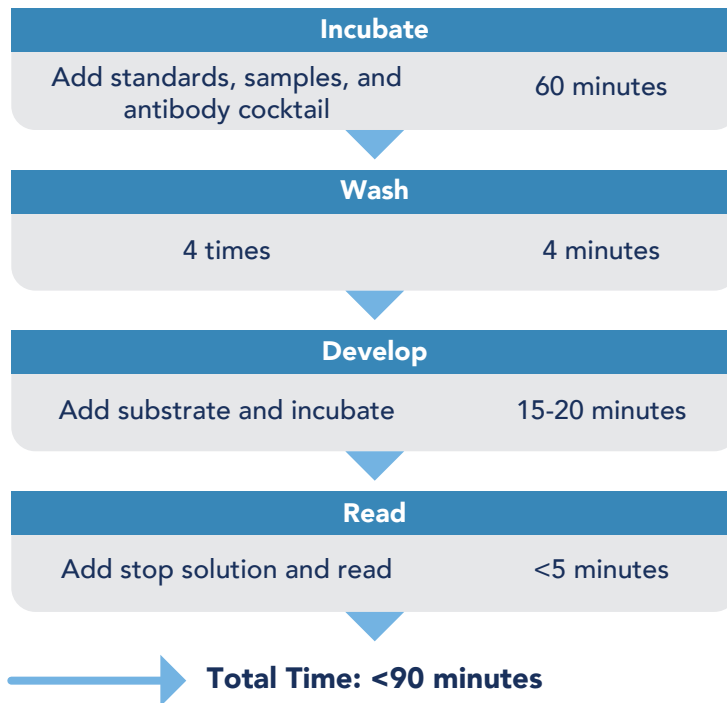 Incubate
Add standards, samples, and
antibody cocktail
60 minutes
Wash
4 times
4 minutes
Develop
Add substrate and incubate
15-20 minutes
Read
Add stop solution and read
<5 minutes
Total Time: <90 minutes